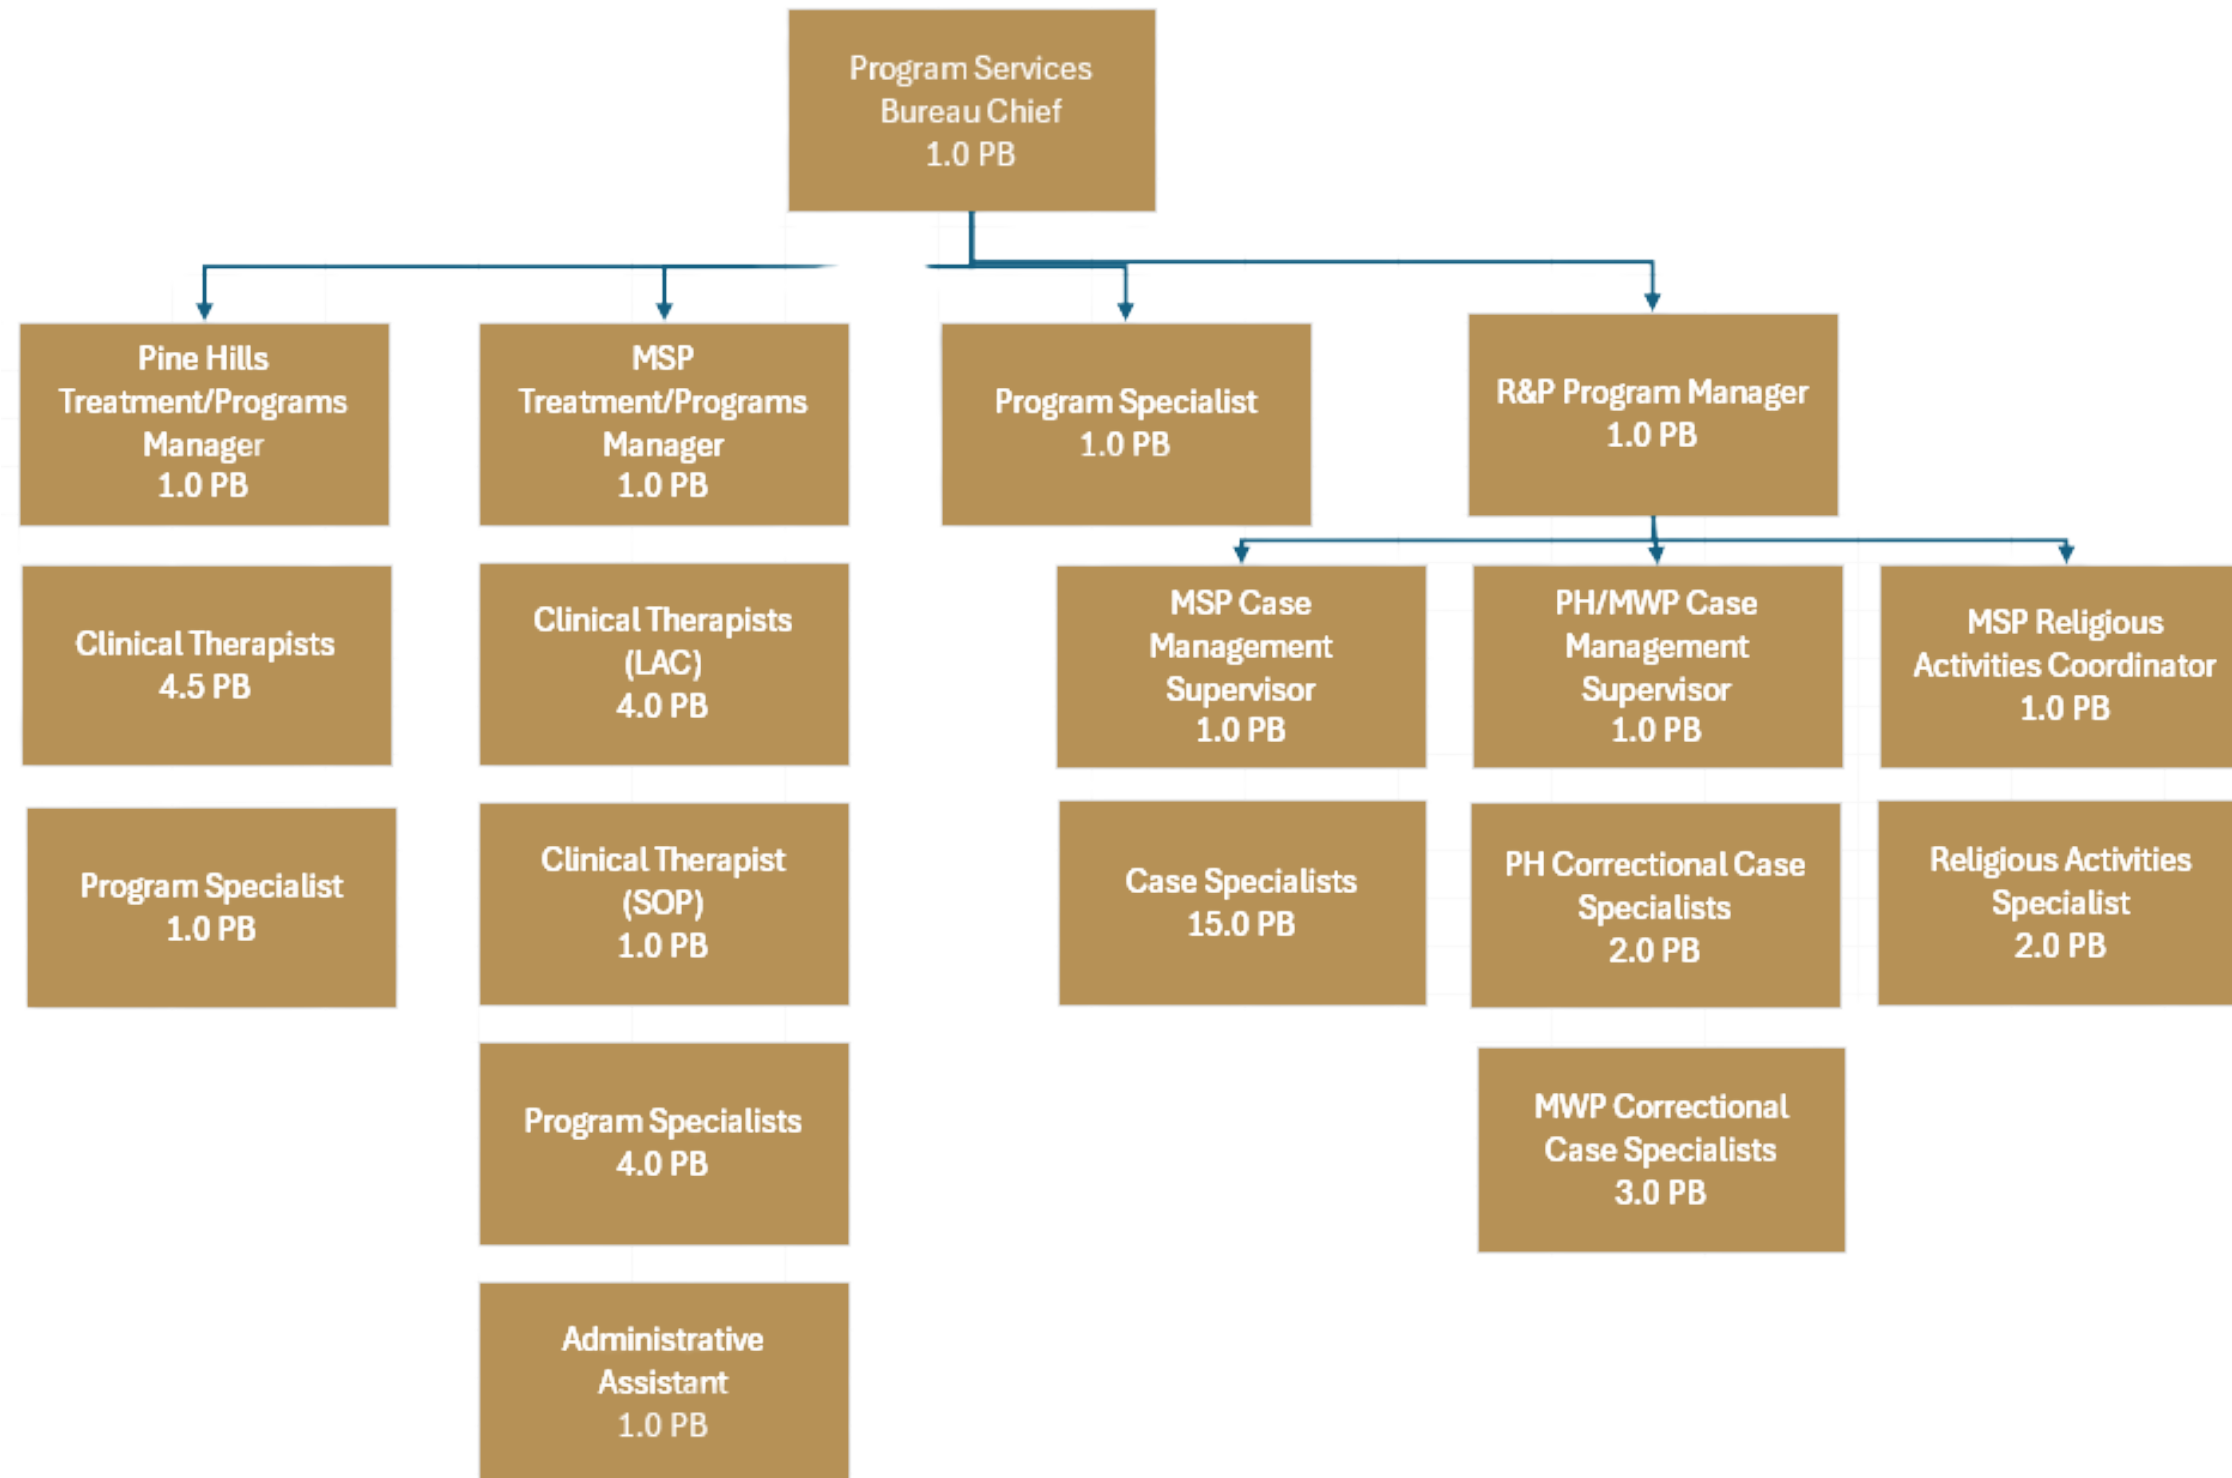 Program Services
Bureau Chief
1.0 PB
Pine Hills
Treatment/Programs
Manager
1.0 PB
MSP
Treatment/Programs
Manager
1.0 PB
Program Specialist
1.0 PB
R&P Program Manager
1.0 PB
Clinical Therapists
4.5 PB
Clinical Therapists
(LAC)
4.0 PB
MSP Case
Management
Supervisor
1.0 PB
PH/MWP Case
Management
Supervisor
1.0 PB
MSP Religious
Activities Coordinator
1.0 PB
Program Specialist
1.0 PB
Clinical Therapist
(SOP)
1.0 PB
Case Specialists
15.0 PB
PH Correctional Case
Specialists
2.0 PB
Religious Activities
Specialist
2.0 PB
Program Specialists
4.0 PB
MWP Correctional
Case Specialists
3.0 PB
Administrative
Assistant
1.0 PB